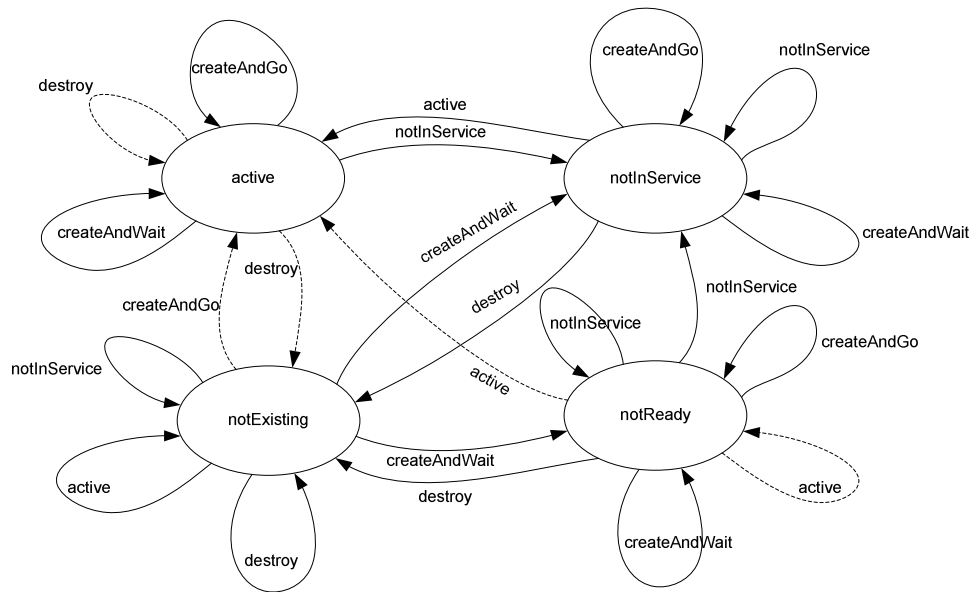 createAndGo
createAndGo
notInService
destroy
active
notInService
active
notInService
createAndWait
createAndWait
createAndWait
destroy
notInService
createAndGo
destroy
notInService
createAndGo
notInService
active
notReady
notExisting
createAndWait
active
active
destroy
createAndWait
destroy